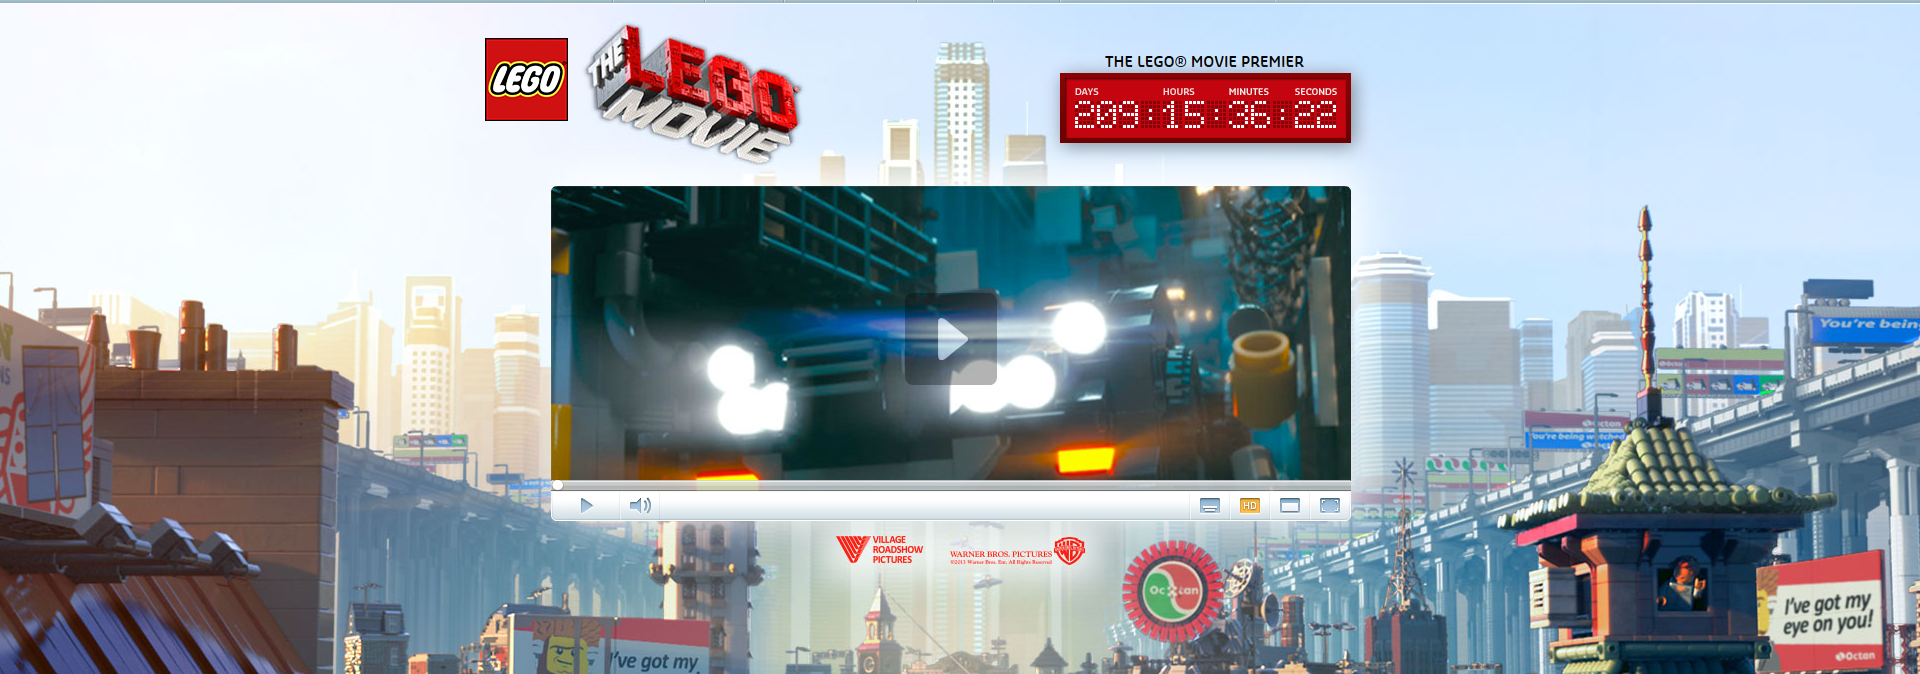 LEGO
THE
LEGO
MOVIE
THE LEGO® MOVIE PREMIER
DAYS HOURS MINUTES SECONDS
209:15:36:22
You're bein
Octan
You're being watched
HD
VILLAGE
ROADSHOW
PICTURES
WARNER BROS. PICTURES
©2013 Warner Bros. Ent. All Rights Reserved
Octan
I've got my
eye on you!
Octan
I've got my